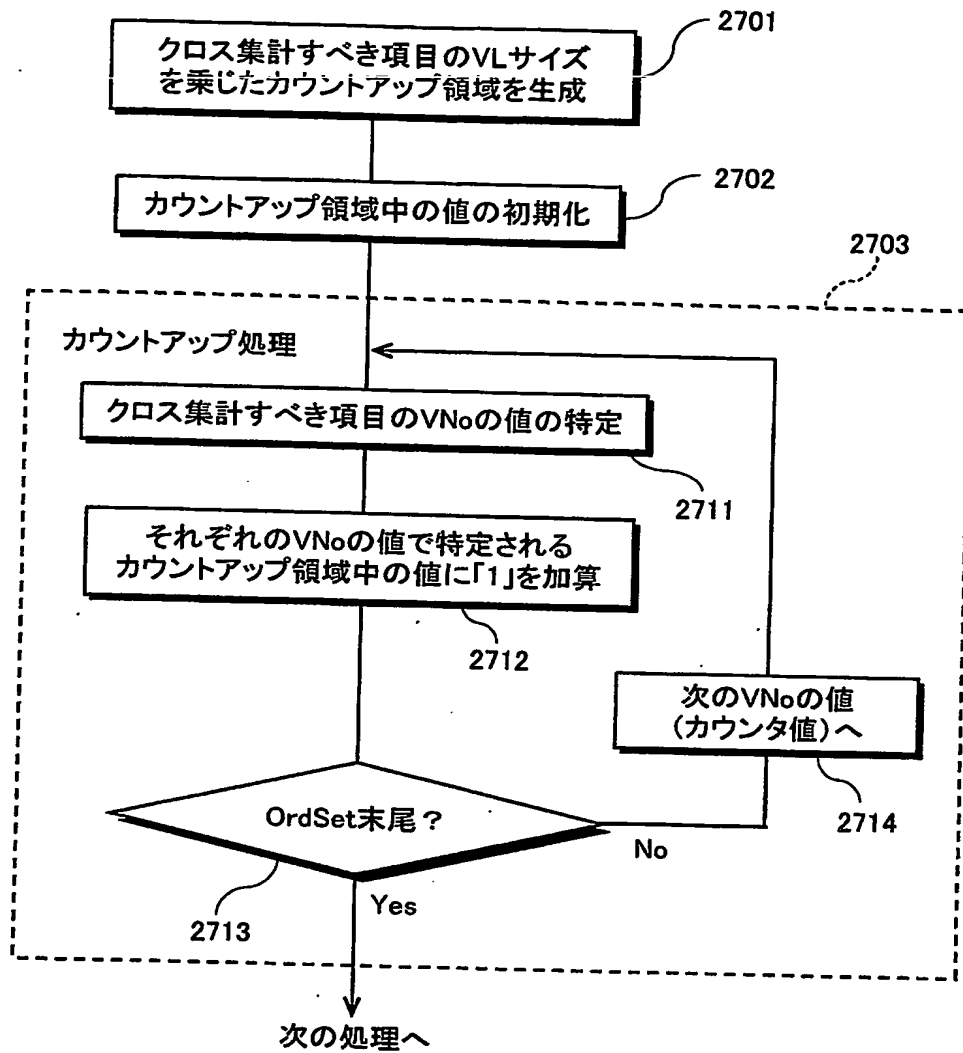 2701
クロス集計すべき項目のVLサイズ
を乗じたカウントアップ領域を生成
2702
カウントアップ領域中の値の初期化
2703
カウントアップ処理
クロス集計すべき項目のVNoの値の特定
2711
それぞれのVNoの値で特定される
カウントアップ領域中の値に「1」を加算
2712
次のVNoの値
(カウンタ値)へ
2714
OrdSet末尾?
No
2713
Yes
次の処理へ